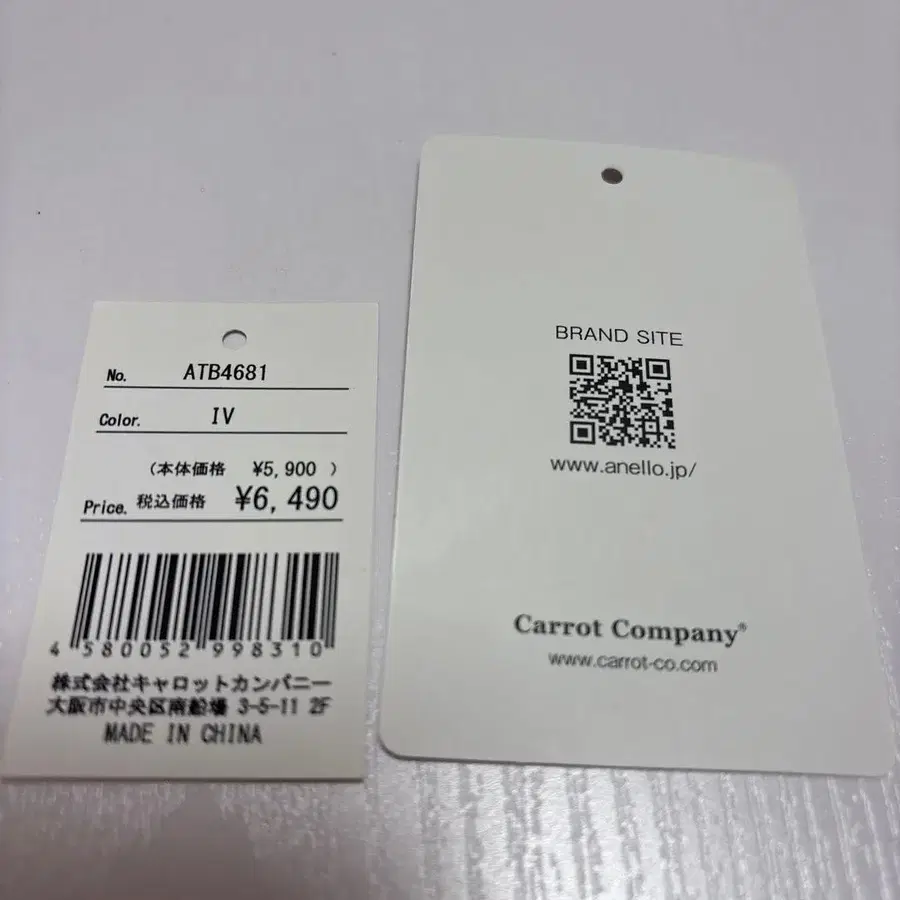 No. ATB4681
Color. IV
(本体価格 ¥5,900 )
Price. 税込価格 ¥6,490
4 580052 998310
株式会社キャロットカンパニー
大阪市中央区南船場 3-5-11 2F
MADE IN CHINA
BRAND SITE
www.anello.jp/
Carrot Company®
www.carrot-co.com